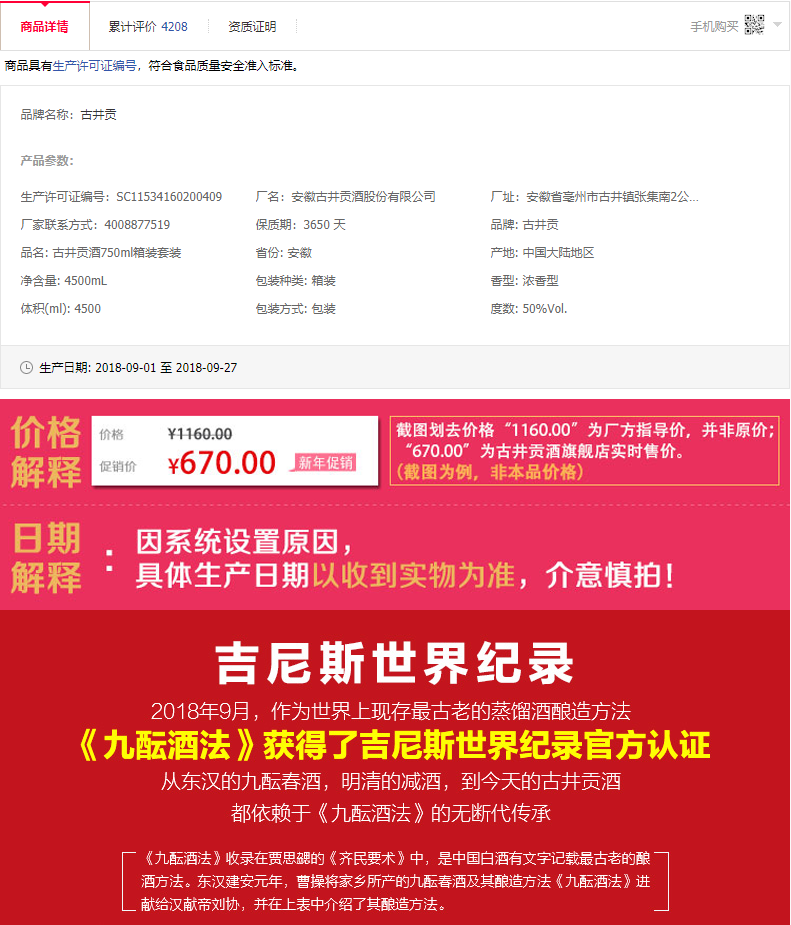 商品详情 累计评价 4208 资质证明 手机购买
商品具有生产许可证编号，符合食品质量安全准入标准。
品牌名称：古井贡
产品参数：
生产许可证编号：SC11534160200409 厂名：安徽古井贡酒股份有限公司 厂址：安徽省亳州市古井镇张集南2公...
厂家联系方式：4008877519 保质期：3650 天 品牌: 古井贡
品名: 古井贡酒750ml箱装套装 省份: 安徽 产地: 中国大陆地区
净含量: 4500mL 包装种类: 箱装 香型: 浓香型
体积(ml): 4500 包装方式: 包装 度数: 50%Vol.
生产日期: 2018-09-01 至 2018-09-27
价格解释
价格 ¥1160.00
促销价 ¥670.00 新年促销
截图划去价格“1160.00”为厂方指导价，并非原价；
“670.00”为古井贡酒旗舰店实时售价。
(截图为例，非本品价格)
日期解释：
因系统设置原因，
具体生产日期以收到实物为准，介意慎拍！
吉尼斯世界纪录
2018年9月，作为世界上现存最古老的蒸馏酒酿造方法
《九酝酒法》获得了吉尼斯世界纪录官方认证
从东汉的九酝春酒，明清的减酒，到今天的古井贡酒
都依赖于《九酝酒法》的无断代传承
《九酝酒法》收录在贾思勰的《齐民要术》中，是中国白酒有文字记载最古老的酿
酒方法。东汉建安元年，曹操将家乡所产的九酝春酒及其酿造方法《九酝酒法》进
献给汉献帝刘协，并在上表中介绍了其酿造方法。